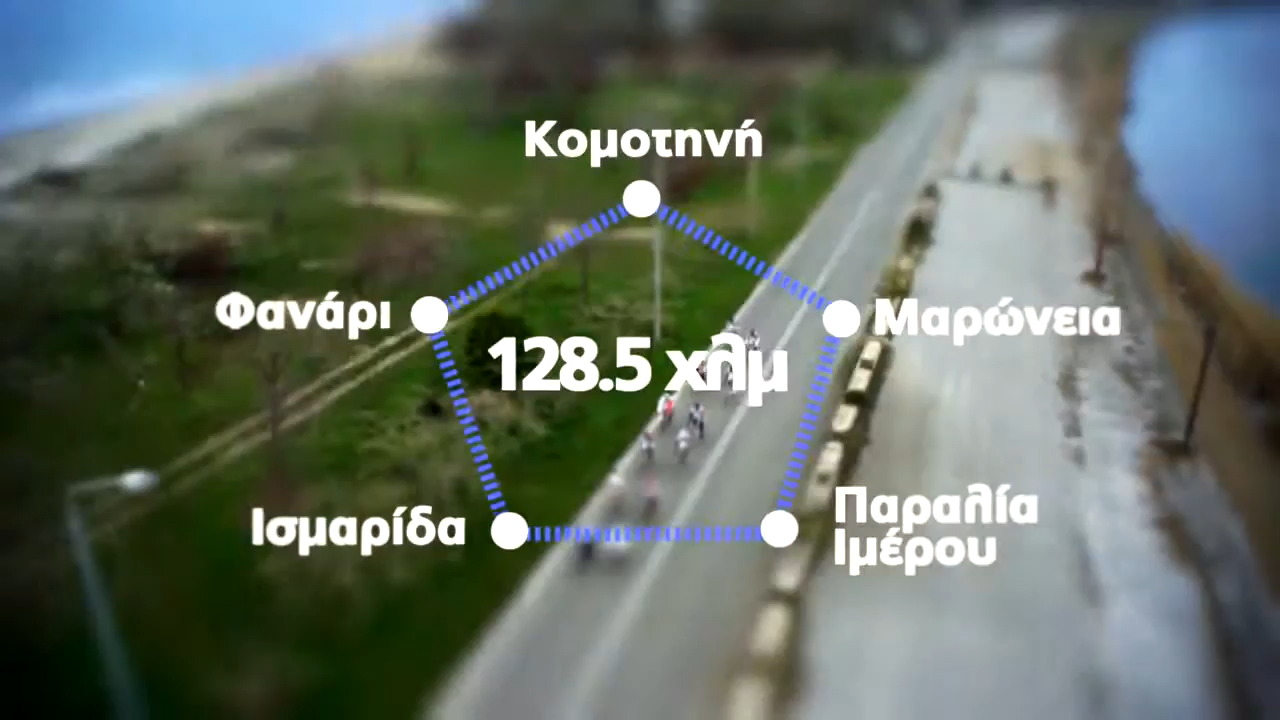 Κομοτηνή
Φανάρι
Μαρώνεια
128.5 χλμ
Ισμαρίδα
Παραλία
Ιμέρου